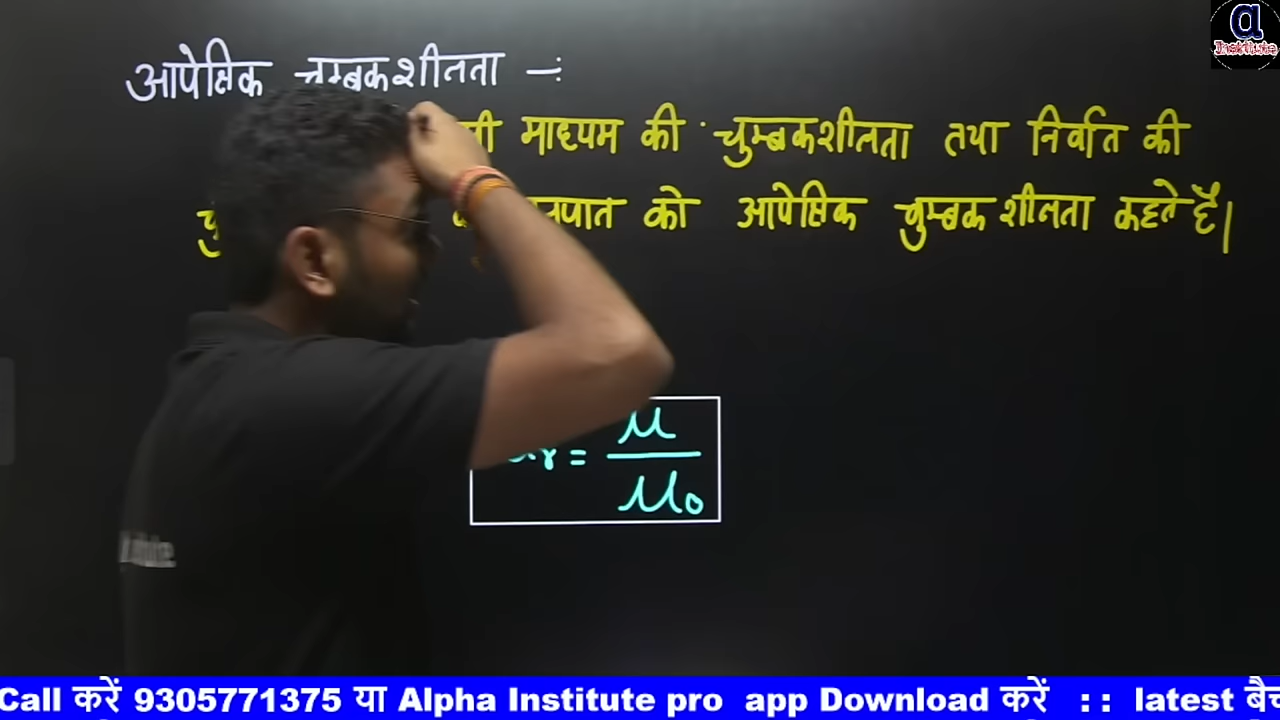 आपेक्षिक चुम्बकशीलता -:
माध्यम की चुम्बकशीलता तथा निर्वात की
को आपेक्षिक चुम्बकशीलता कहते हैं।
= μ
μ₀
α Institute
Call करें 9305771375 या Alpha Institute pro app Download करें :: latest